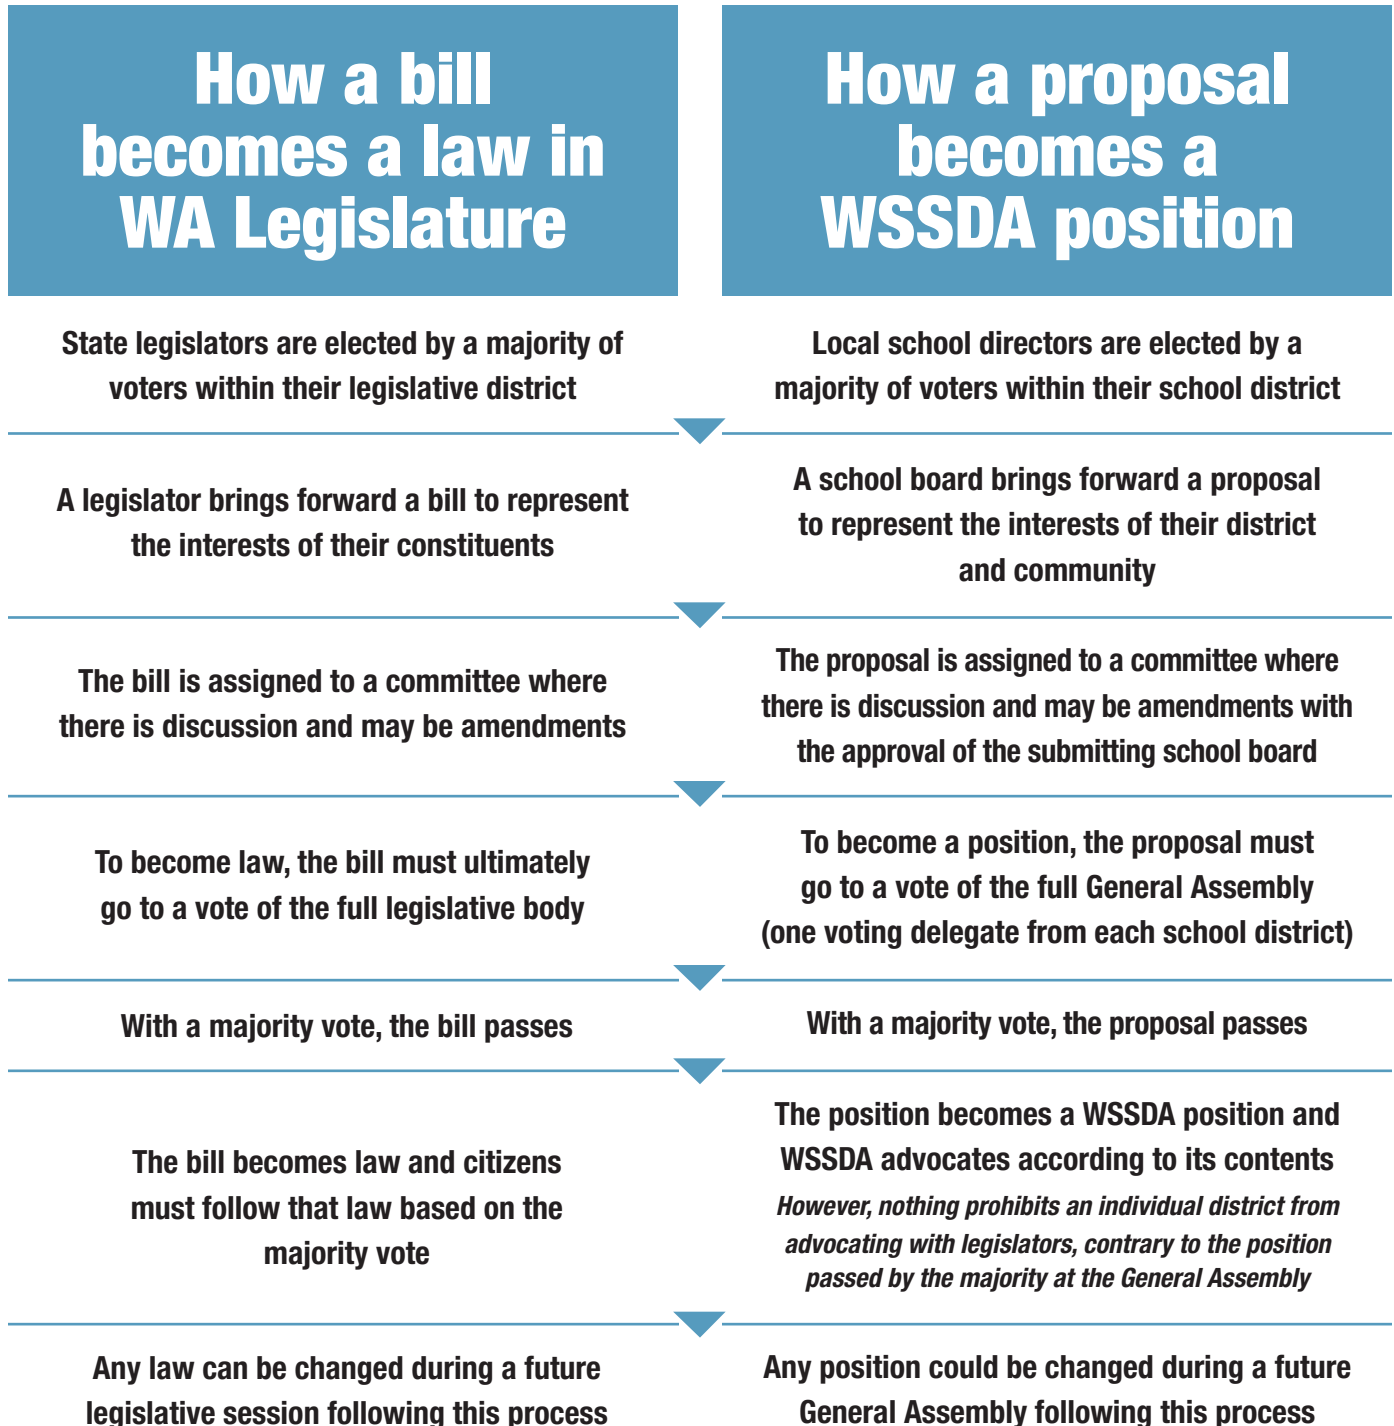 How a bill
becomes a law in
WA Legislature
How a proposal
becomes a
WSSDA position
State legislators are elected by a majority of
voters within their legislative district
Local school directors are elected by a
majority of voters within their school district
A legislator brings forward a bill to represent
the interests of their constituents
A school board brings forward a proposal
to represent the interests of their district
and community
The bill is assigned to a committee where
there is discussion and may be amendments
The proposal is assigned to a committee where
there is discussion and may be amendments with
the approval of the submitting school board
To become law, the bill must ultimately
go to a vote of the full legislative body
To become a position, the proposal must
go to a vote of the full General Assembly
(one voting delegate from each school district)
With a majority vote, the bill passes
With a majority vote, the proposal passes
The bill becomes law and citizens
must follow that law based on the
majority vote
The position becomes a WSSDA position and
WSSDA advocates according to its contents
However, nothing prohibits an individual district from
advocating with legislators, contrary to the position
passed by the majority at the General Assembly
Any law can be changed during a future
legislative session following this process
Any position could be changed during a future
General Assembly following this process